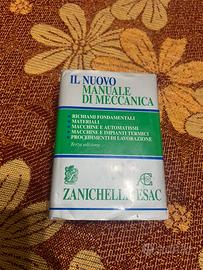 IL NUOVO
MANUALE
DI MECCANICA
RICHIAMI FONDAMENTALI
MATERIALI
MACCHINE E AUTOMATISMI
MACCHINE E IMPIANTI TERMICI
PROCEDIMENTI DI LAVORAZIONE
Terza edizione
ZANICHELLI ESAC